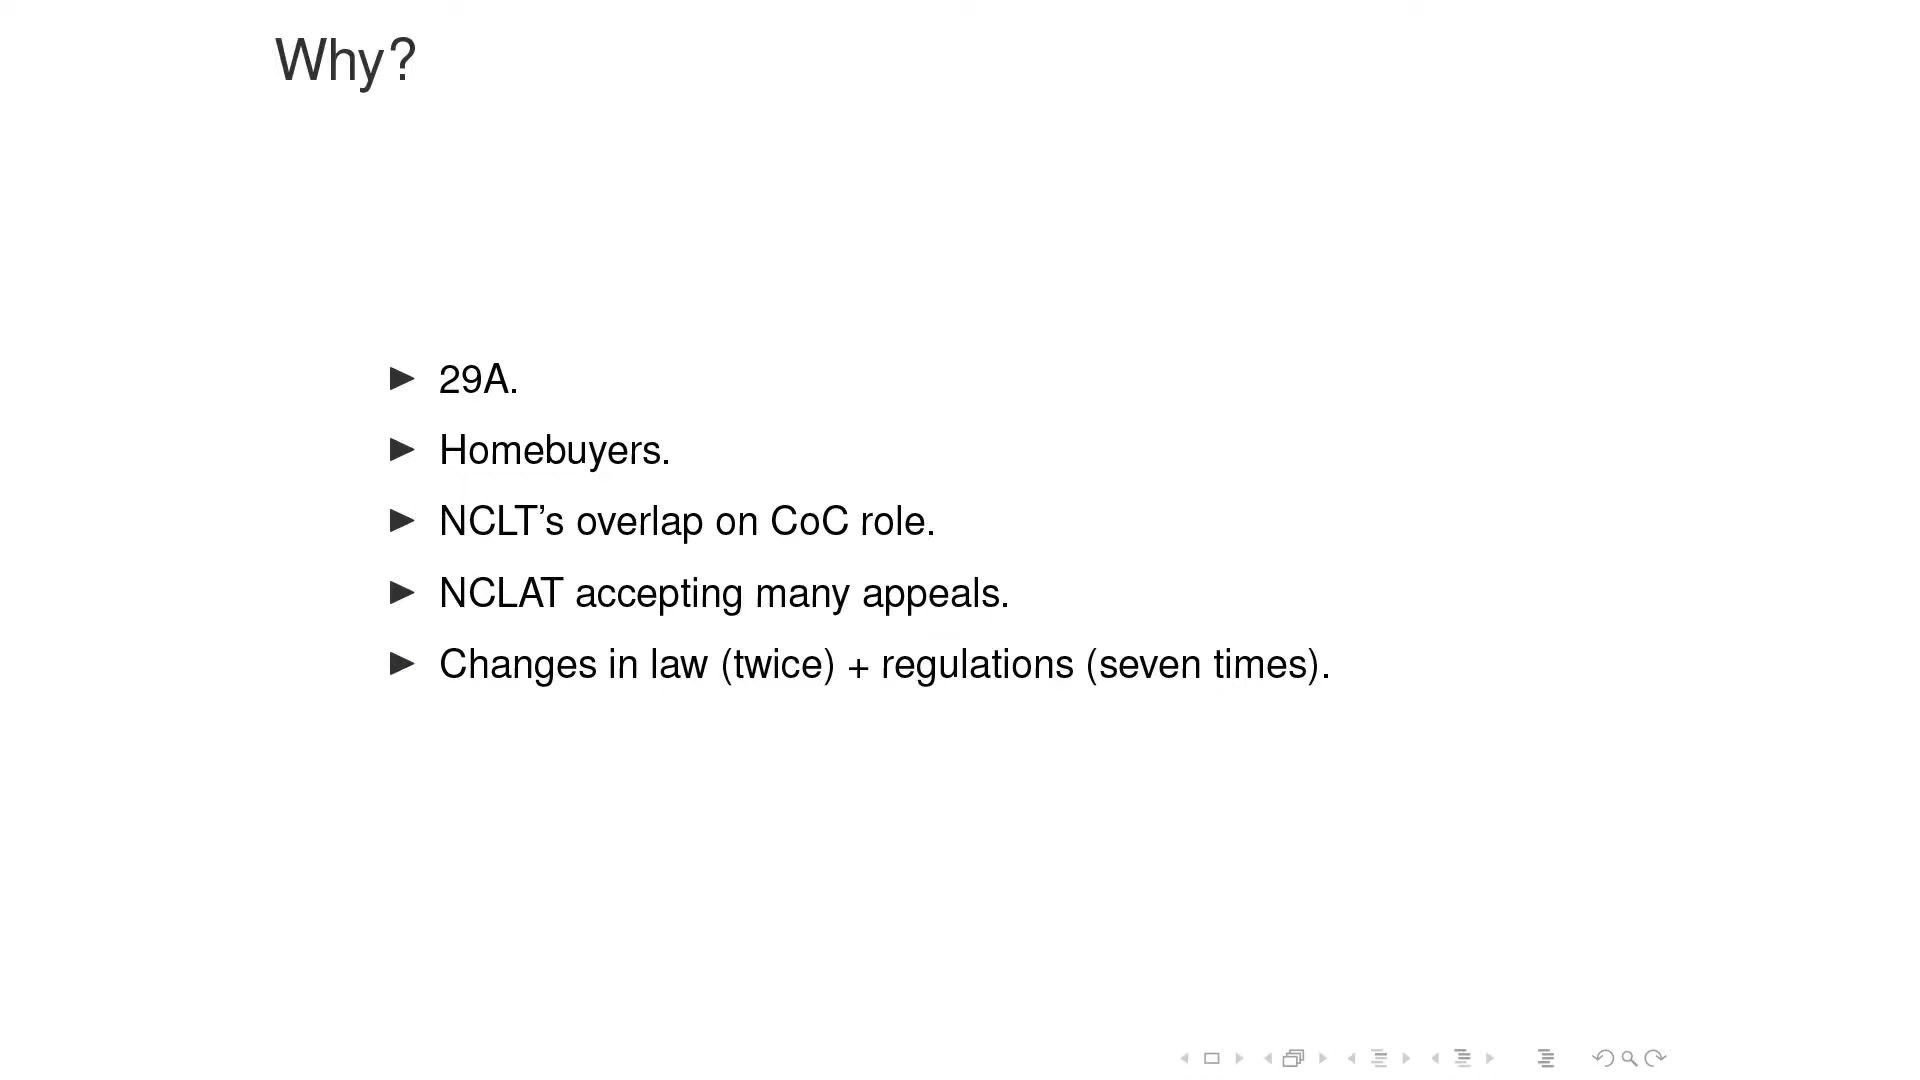 Why?
29A.
Homebuyers.
NCLT’s overlap on CoC role.
NCLAT accepting many appeals.
Changes in law (twice) + regulations (seven times).